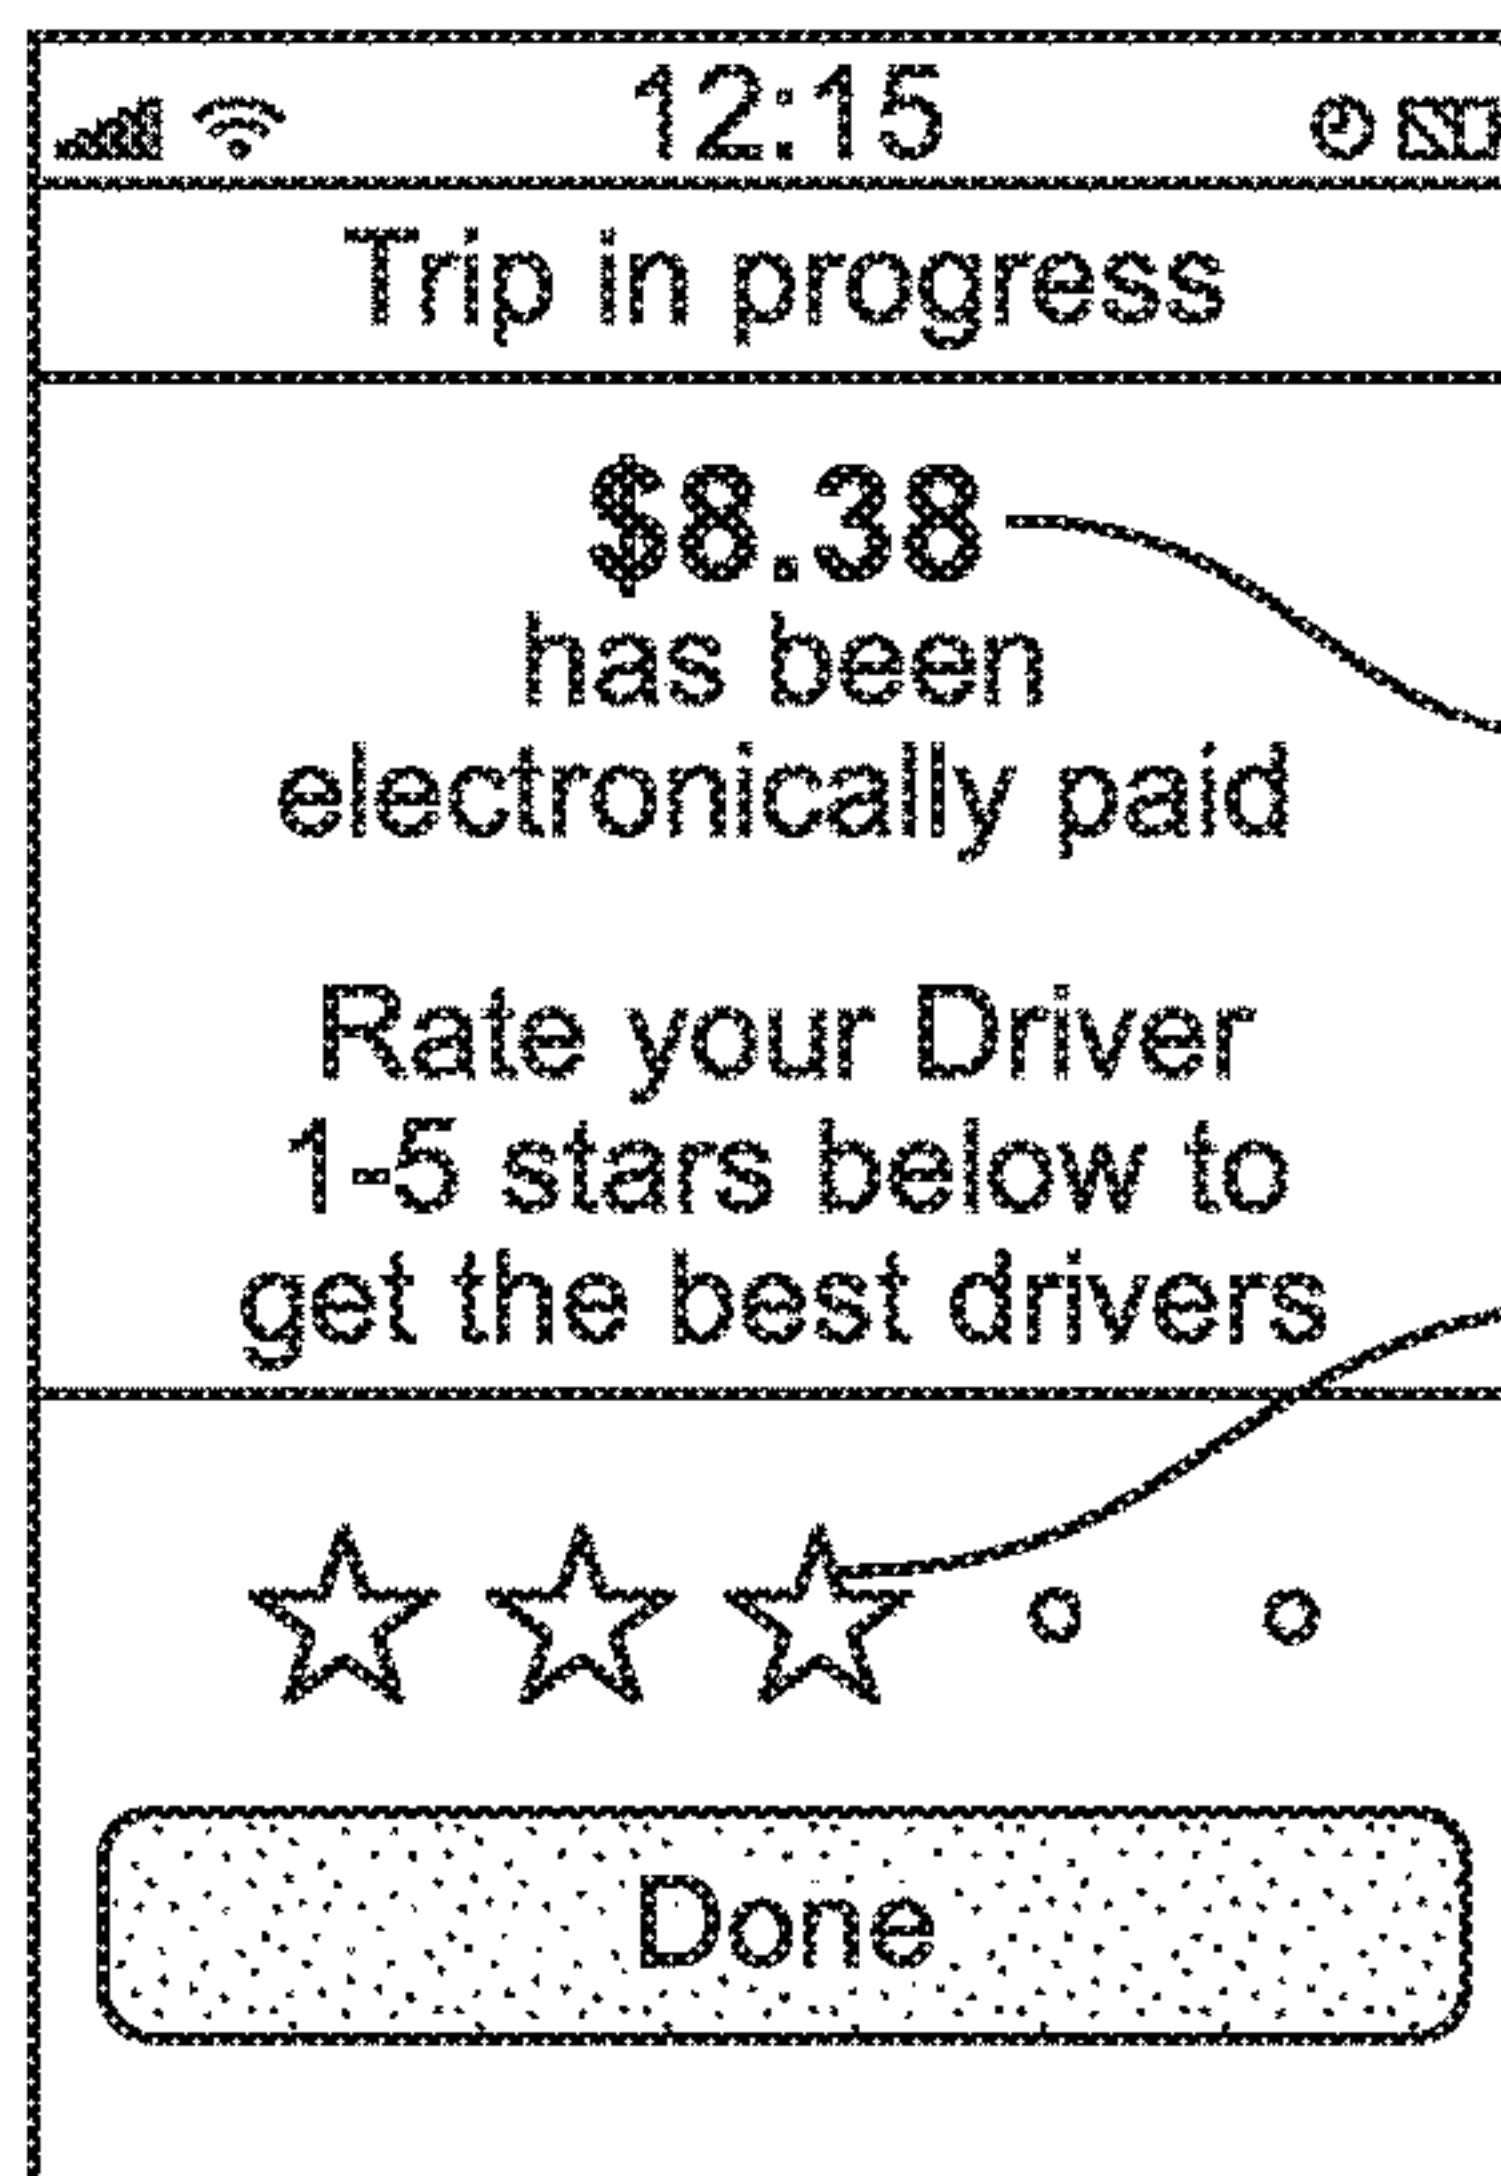 12:15
Trip in progress
$8.38
has been
electronically paid
Rate your Driver
1-5 stars below to
get the best drivers
Done